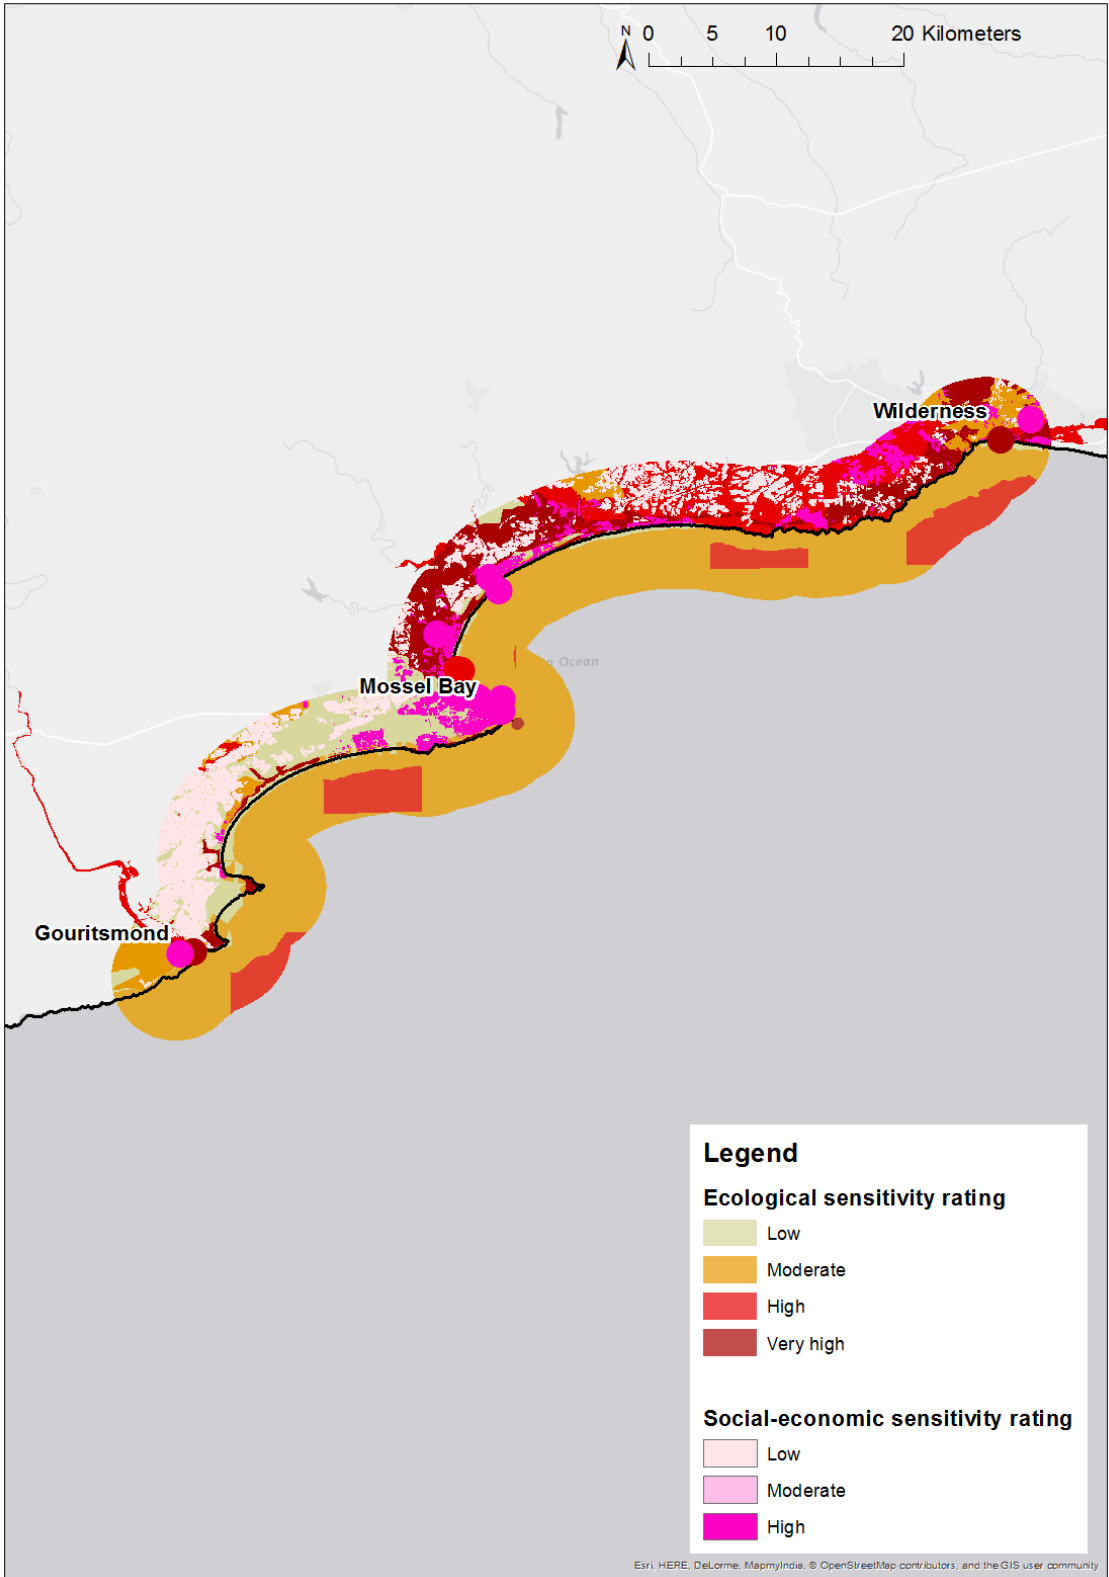 N 0 5 10 20 Kilometers
Wilderness
n Ocean
Mossel Bay
Gouritsmond
Legend
Ecological sensitivity rating
Low
Moderate
High
Very high
Social-economic sensitivity rating
Low
Moderate
High
Esri, HERE, DeLorme, MapmyIndia, © OpenStreetMap contributors, and the GIS user community